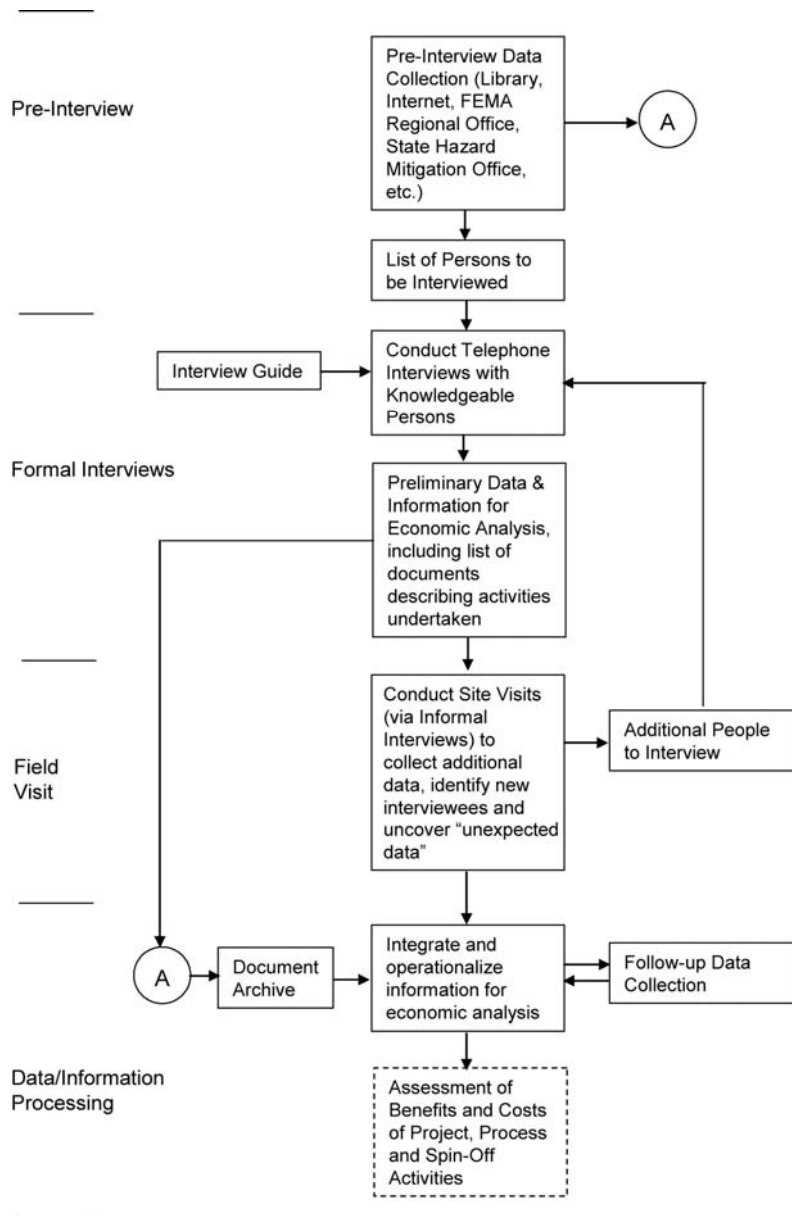 Pre-Interview
Pre-Interview Data
Collection (Library,
Internet, FEMA
Regional Office,
State Hazard
Mitigation Office,
etc.)
A
List of Persons to
be Interviewed
Interview Guide
Conduct Telephone
Interviews with
Knowledgeable
Persons
Formal Interviews
Preliminary Data &
Information for
Economic Analysis,
including list of
documents
describing activities
undertaken
Field
Visit
Conduct Site Visits
(via Informal
Interviews) to
collect additional
data, identify new
interviewees and
uncover “unexpected
data”
Additional People
to Interview
A
Document
Archive
Integrate and
operationalize
information for
economic analysis
Follow-up Data
Collection
Data/Information
Processing
Assessment of
Benefits and Costs
of Project, Process
and Spin-Off
Activities